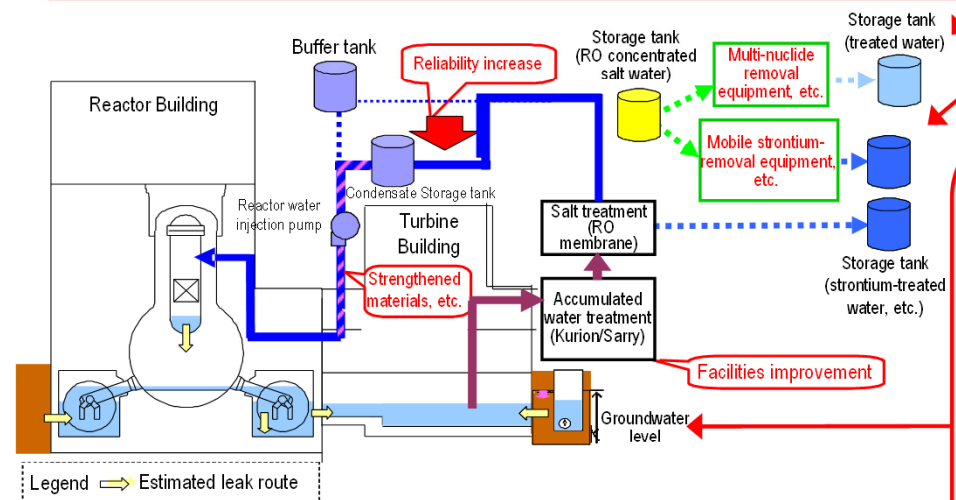 Storage tank
(treated water)
Storage tank
(RO concentrated
salt water)
Multi-nuclide
removal
equipment, etc.
Buffer tank
Reliability increase
Reactor Building
Mobile strontium-
removal equipment,
etc.
Condensate Storage tank
Reactor water
injection pump
Turbine
Building
Salt treatment
(RO
membrane)
Strengthened
materials, etc.
Storage tank
(strontium-treated
water, etc.)
Accumulated
water treatment
(Kurion/Sarry)
Facilities improvement
Groundwater
level
Legend Estimated leak route